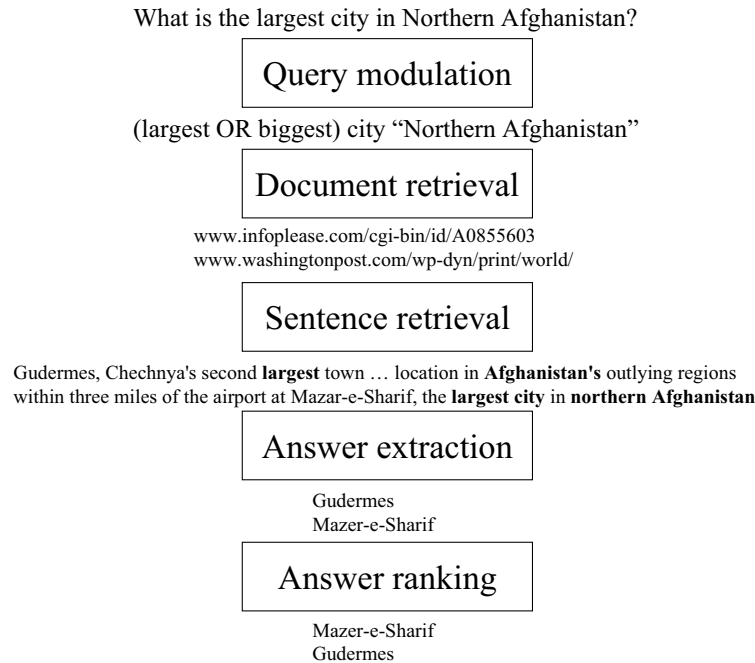 What is the largest city in Northern Afghanistan?
Query modulation
(largest OR biggest) city “Northern Afghanistan”
Document retrieval
www.infoplease.com/cgi-bin/id/A0855603
www.washingtonpost.com/wp-dyn/print/world/
Sentence retrieval
Gudermes, Chechnya's second largest town … location in Afghanistan's outlying regions
within three miles of the airport at Mazar-e-Sharif, the largest city in northern Afghanistan
Answer extraction
Gudermes
Mazer-e-Sharif
Answer ranking
Mazer-e-Sharif
Gudermes